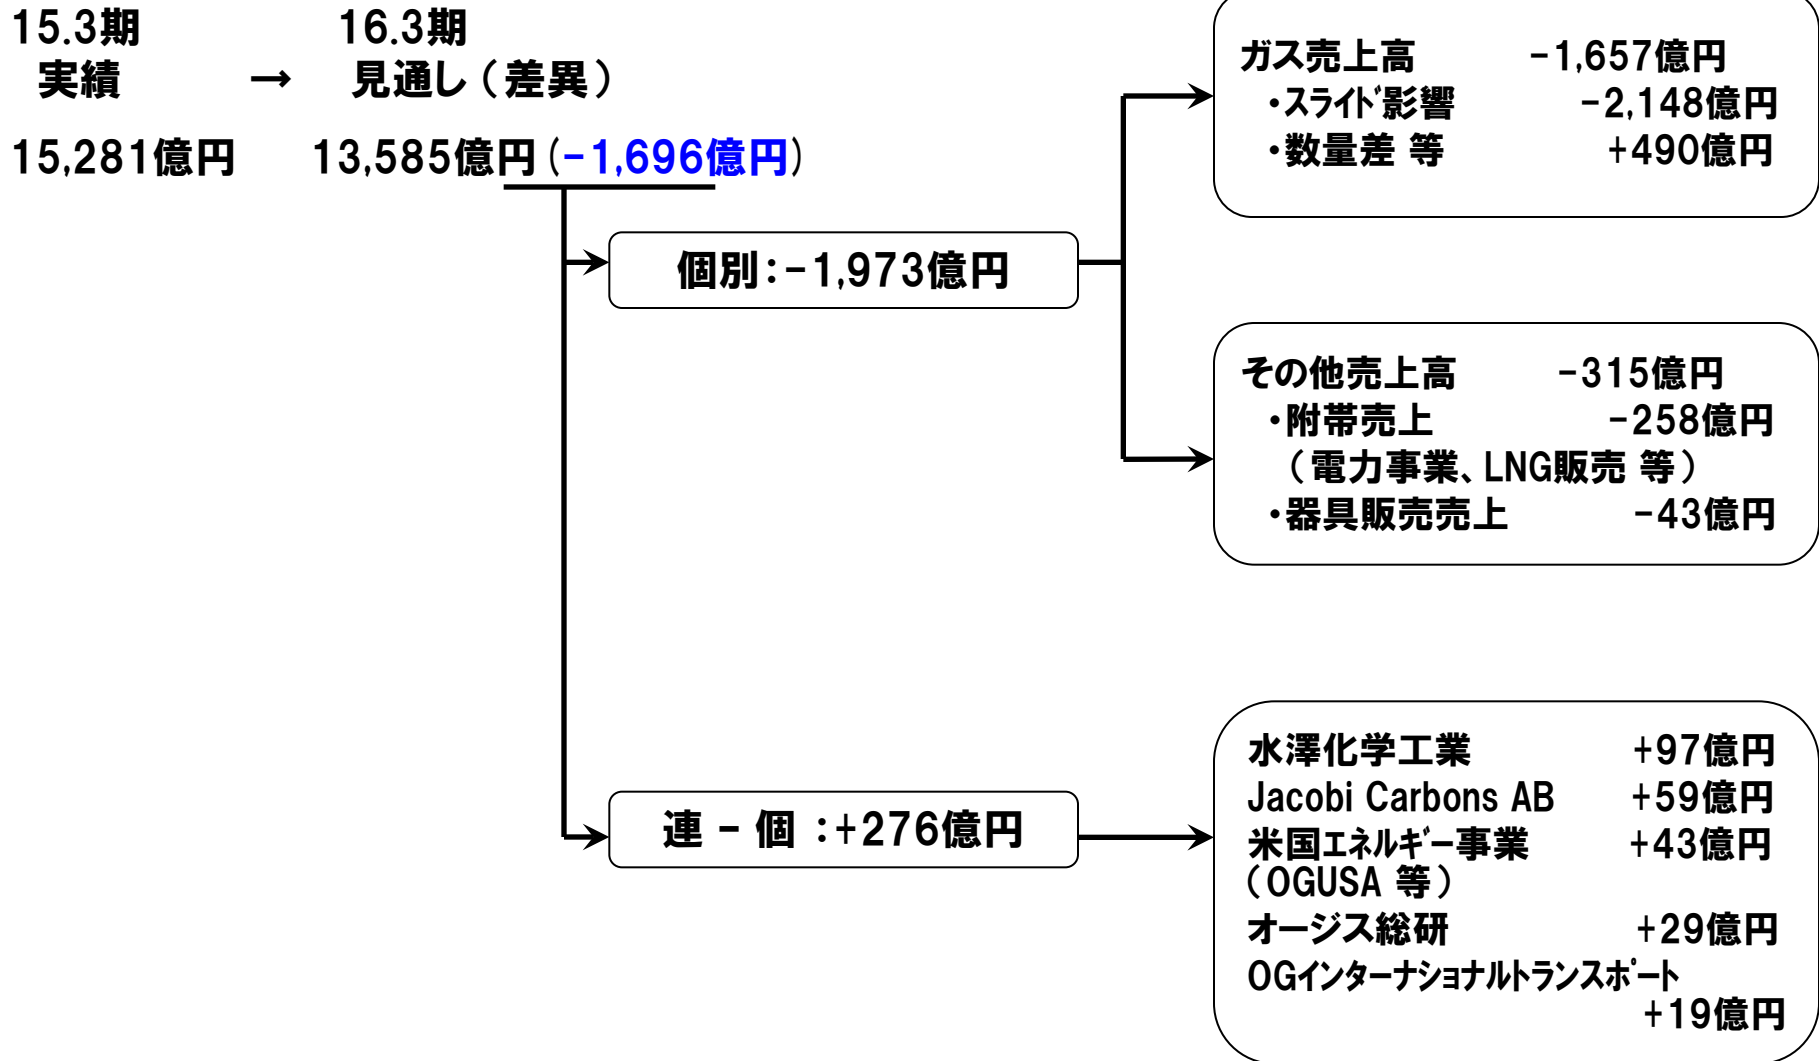 15.3期 16.3期
実績 → 見通し（差異）
15,281億円 13,585億円（-1,696億円）
個別：-1,973億円
ガス売上高 -1,657億円
・スライド影響 -2,148億円
・数量差 等 +490億円
その他売上高 -315億円
・附帯売上 -258億円
（電力事業、LNG販売 等）
・器具販売売上 -43億円
連 - 個 ：+276億円
水澤化学工業 +97億円
Jacobi Carbons AB +59億円
米国エネルギー事業 +43億円
（OGUSA 等）
オージス総研 +29億円
OGインターナショナルトランスポート
+19億円